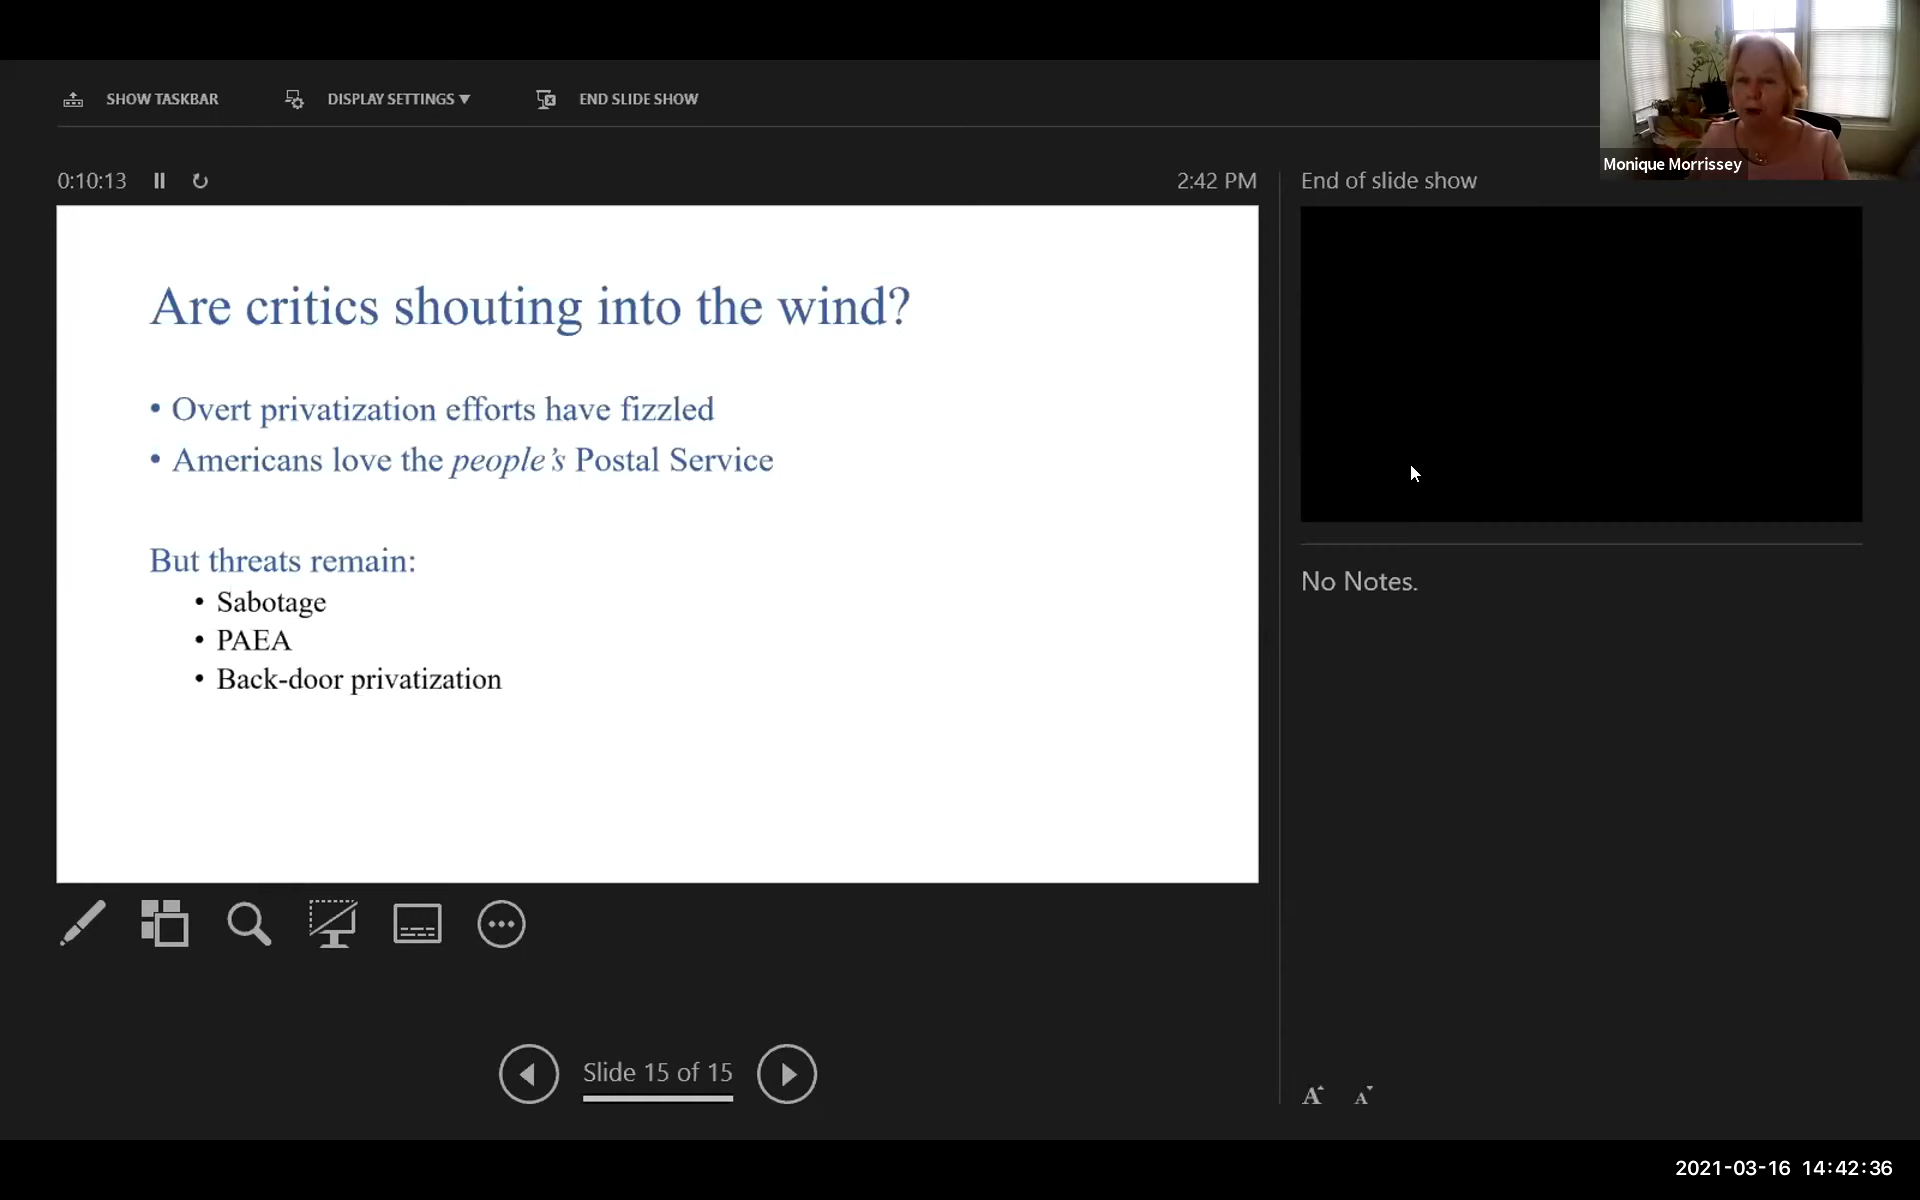 SHOW TASKBAR
DISPLAY SETTINGS ▼
END SLIDE SHOW
Monique Morrissey
0:10:13
2:42 PM
End of slide show
Are critics shouting into the wind?
• Overt privatization efforts have fizzled
• Americans love the people’s Postal Service
But threats remain:
• Sabotage
• PAEA
• Back-door privatization
No Notes.
Slide 15 of 15
A A
2021-03-16 14:42:36